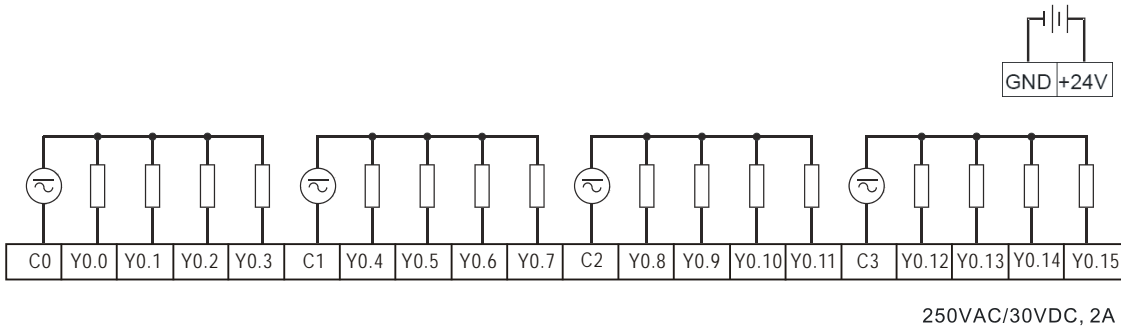 GND +24V
C0 Y0.0 Y0.1 Y0.2 Y0.3 C1 Y0.4 Y0.5 Y0.6 Y0.7 C2 Y0.8 Y0.9 Y0.10 Y0.11 C3 Y0.12 Y0.13 Y0.14 Y0.15
250VAC/30VDC, 2A